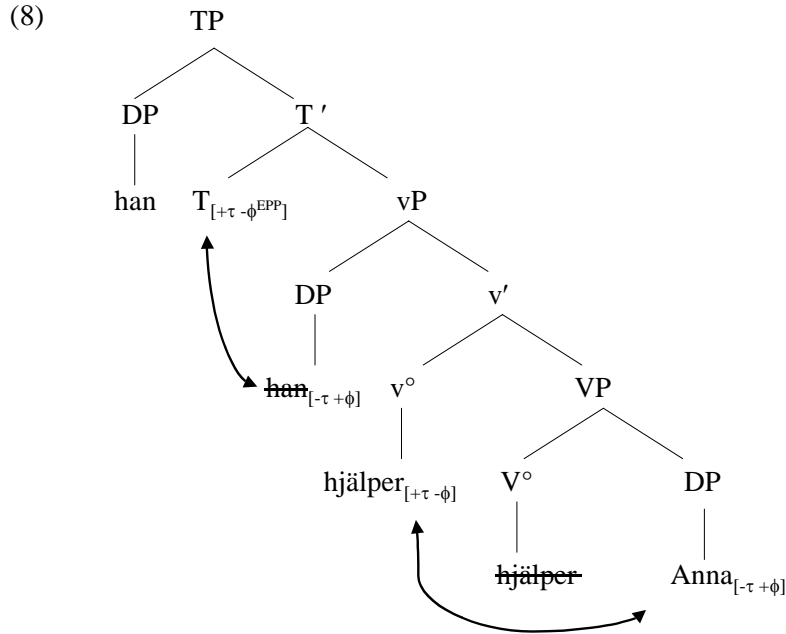 (8) TP
DP T ′
han T[+τ -ϕEPP] vP
DP v′
han[-τ +ϕ] v° VP
hjälper[+τ -ϕ] V° DP
hjälper Anna[-τ +ϕ]